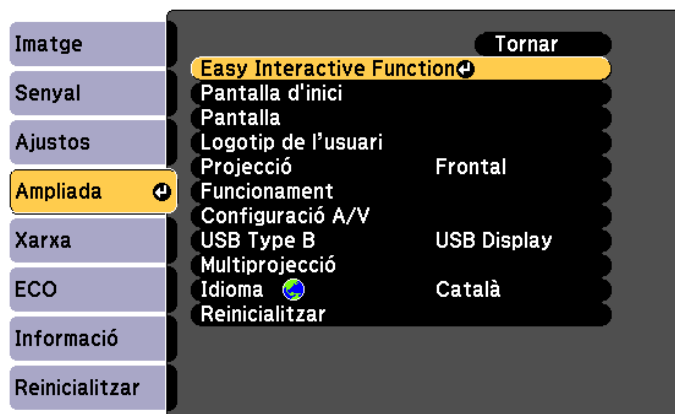 Imatge
Senyal
Ajustos
Ampliada
Xarxa
ECO
Informació
Reinicialitzar
Tornar
Easy Interactive Function
Pantalla d'inici
Pantalla
Logotip de l’usuari
Projecció Frontal
Funcionament
Configuració A/V
USB Type B USB Display
Multiprojecció
Idioma Català
Reinicialitzar